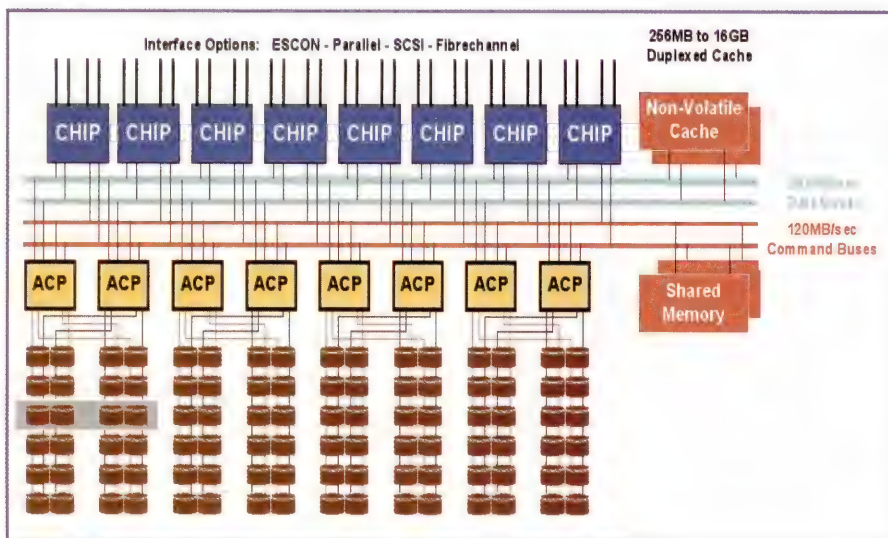 Interface Options: ESCON - Parallel - SCSI - Fibrechannel
256MB to 16GB
Duplexed Cache
CHIP CHIP CHIP CHIP CHIP CHIP CHIP CHIP
Non-Volatile
Cache
120MB/sec
Command Buses
ACP ACP ACP ACP ACP ACP ACP ACP
Shared
Memory